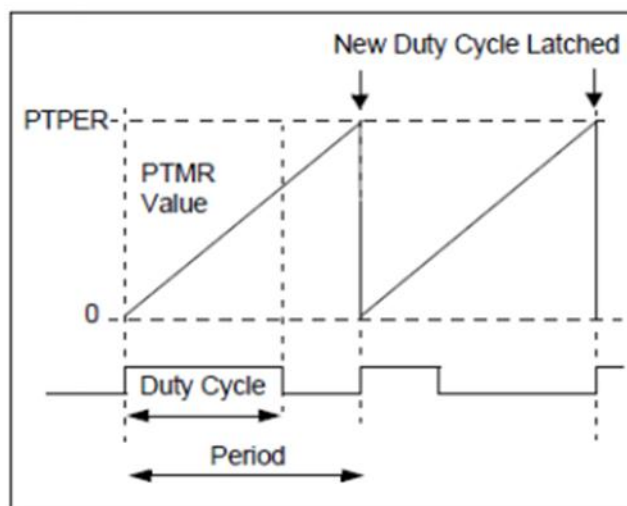 New Duty Cycle Latched
PTPER
PTMR
Value
0
Duty Cycle
Period